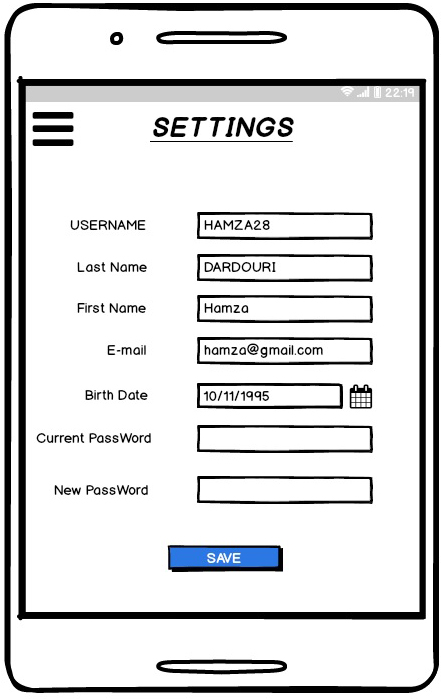 22:19
SETTINGS
USERNAME HAMZA28
Last Name DARDOURI
First Name Hamza
E-mail hamza@gmail.com
Birth Date 10/11/1995
Current PassWord
New PassWord
SAVE